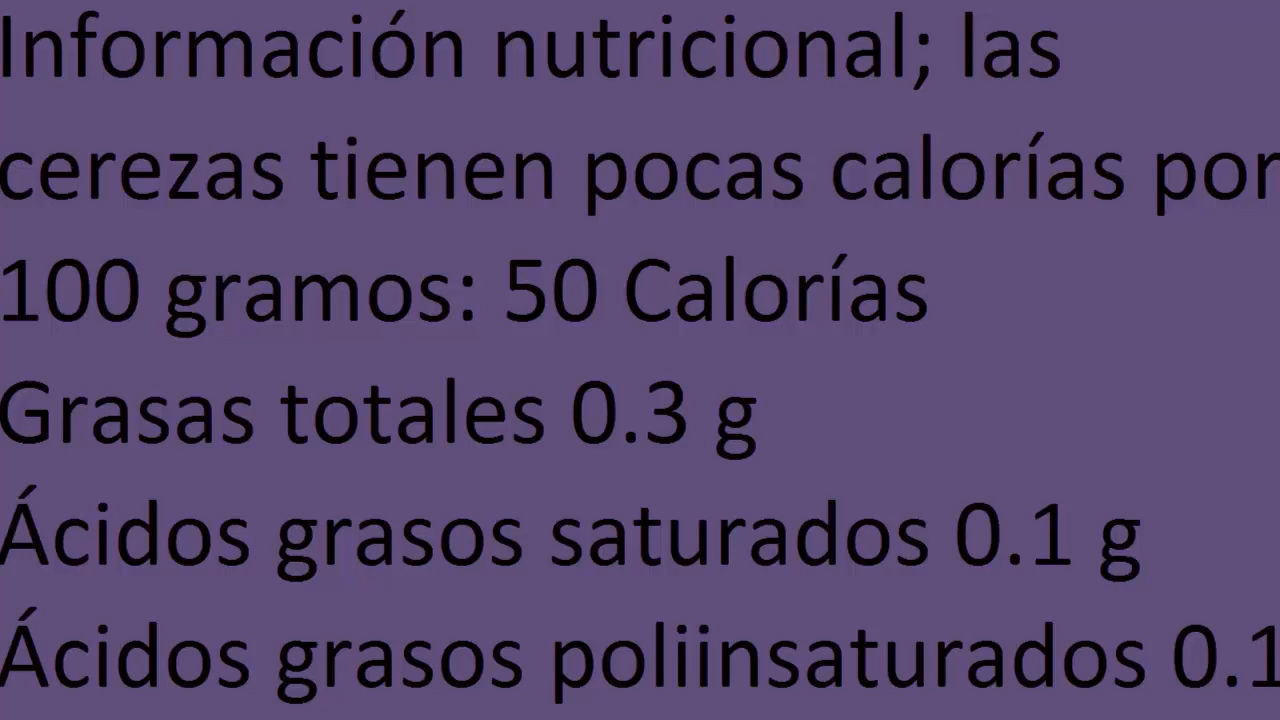 Información nutricional; las
cerezas tienen pocas calorías por
100 gramos: 50 Calorías
Grasas totales 0.3 g
Ácidos grasos saturados 0.1 g
Ácidos grasos poliinsaturados 0.1